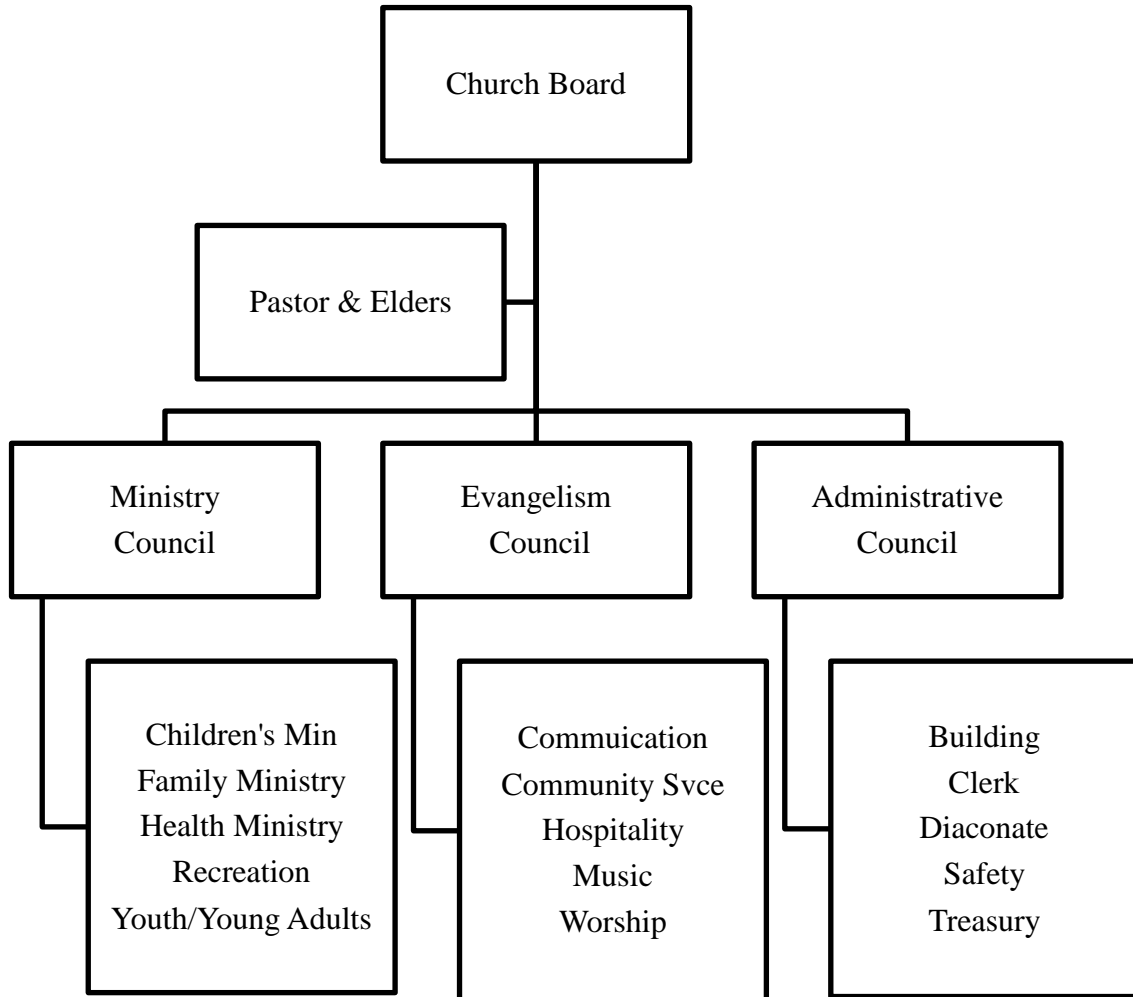 Church Board
Pastor & Elders
Ministry
Council
Evangelism
Council
Administrative
Council
Children's Min
Family Ministry
Health Ministry
Recreation
Youth/Young Adults
Commuication
Community Svce
Hospitality
Music
Worship
Building
Clerk
Diaconate
Safety
Treasury